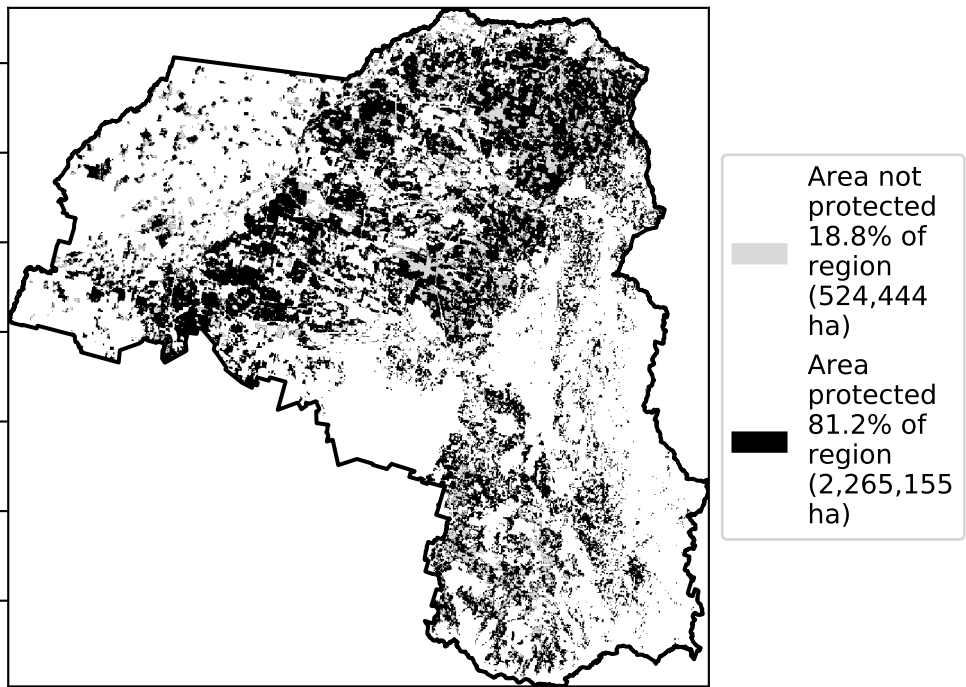 Area not
protected
18.8% of
region
(524,444
ha)
Area
protected
81.2% of
region
(2,265,155
ha)